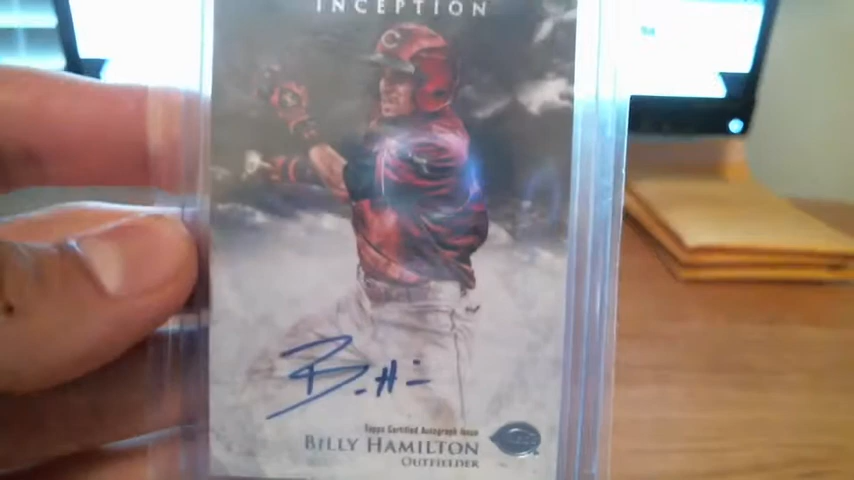 INCEPTION
C
B-H-
Topps Certified Autograph Issue
BILLY HAMILTON
OUTFIELDER